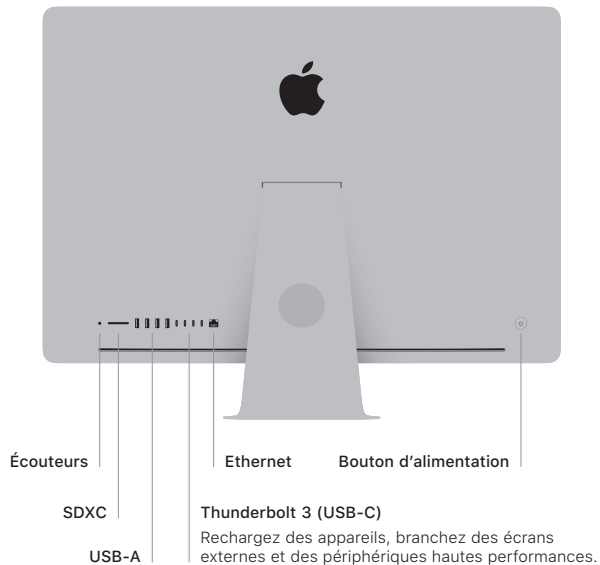 Écouteurs
Ethernet
Bouton d’alimentation
SDXC
Thunderbolt 3 (USB-C)
Rechargez des appareils, branchez des écrans
externes et des périphériques hautes performances.
USB-A